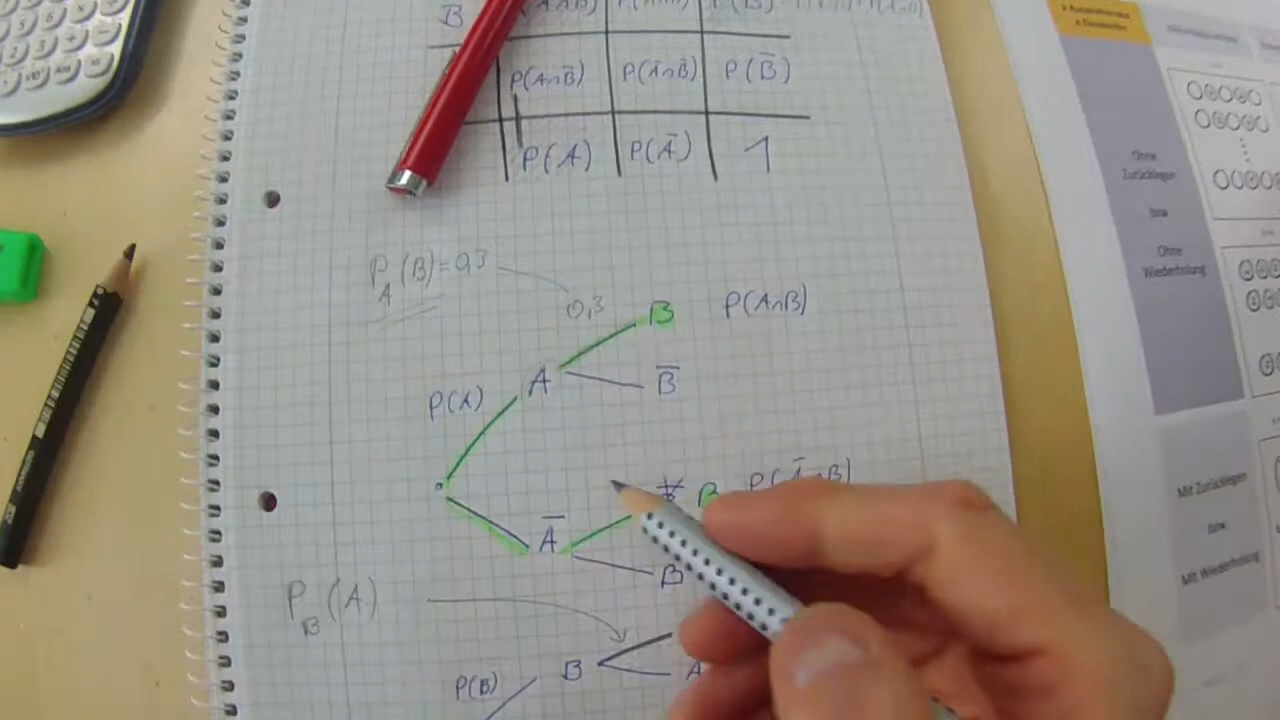 B P(A∩B) P(B)
P(A∩B̅) P(A̅∩B̅) P(B̅)
P(A) P(A̅) 1
P_A(B)=0,3
0,3 B P(A∩B)
P(A) A B̅
B P(A̅∩B)
A̅
B
P_B(A)
P(B) B A
Ohne
Zurücklegen
bzw
Ohne
Wiederholung
Mit Zurücklegen
bzw.
Mit Wiederholung